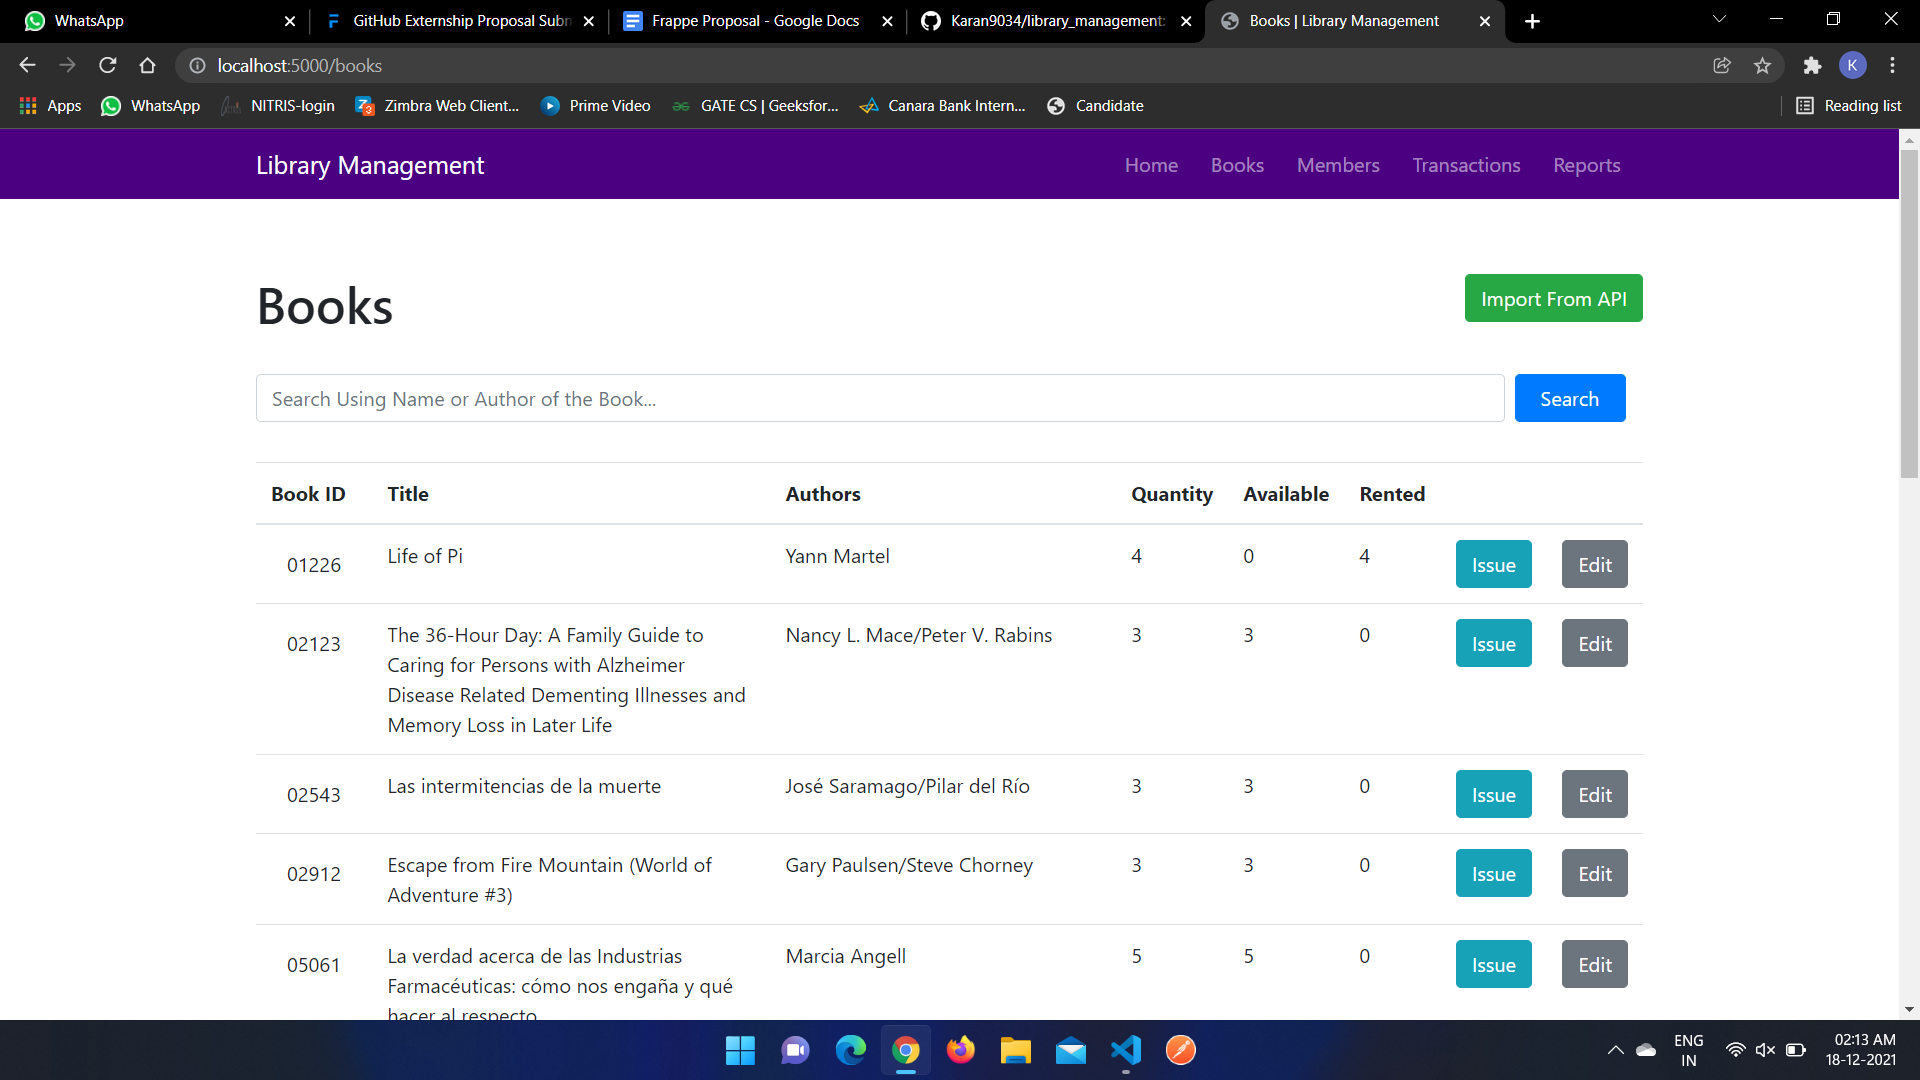 WhatsApp
GitHub Externship Proposal Subm
Frappe Proposal - Google Docs
Karan9034/library_management:
Books | Library Management
localhost:5000/books
K
Apps
WhatsApp
NITRIS-login
Zimbra Web Client...
Prime Video
GATE CS | Geeksfor...
Canara Bank Intern...
Candidate
Reading list
Library Management
Home
Books
Members
Transactions
Reports
Books
Import From API
Search Using Name or Author of the Book...
Search
Book ID Title Authors Quantity Available Rented
01226 Life of Pi Yann Martel 4 0 4 Issue Edit
02123 The 36-Hour Day: A Family Guide to Nancy L. Mace/Peter V. Rabins 3 3 0 Issue Edit
Caring for Persons with Alzheimer
Disease Related Dementing Illnesses and
Memory Loss in Later Life
02543 Las intermitencias de la muerte José Saramago/Pilar del Río 3 3 0 Issue Edit
02912 Escape from Fire Mountain (World of Gary Paulsen/Steve Chorney 3 3 0 Issue Edit
Adventure #3)
05061 La verdad acerca de las Industrias Marcia Angell 5 5 0 Issue Edit
Farmacéuticas: cómo nos engaña y qué
hacer al respecto
ENG
IN
02:13 AM
18-12-2021